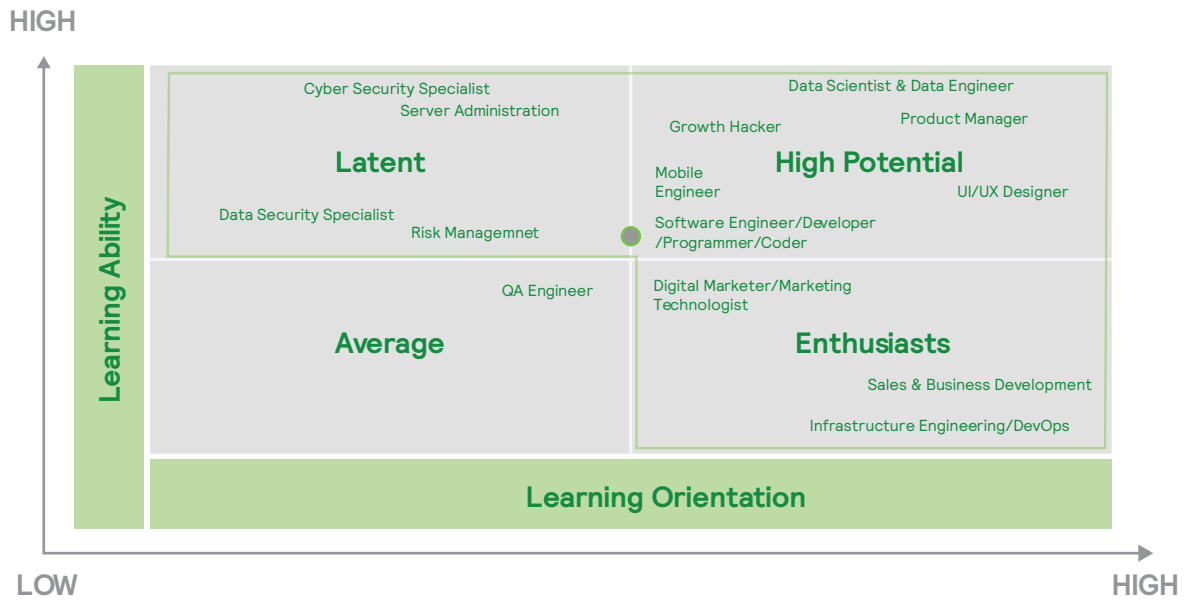 HIGH
Learning Ability
Cyber Security Specialist
Server Administration
Latent
Data Security Specialist
Risk Managemnet
Data Scientist & Data Engineer
Product Manager
Growth Hacker
High Potential
Mobile
Engineer
UI/UX Designer
Software Engineer/Developer
/Programmer/Coder
QA Engineer
Average
Digital Marketer/Marketing
Technologist
Enthusiasts
Sales & Business Development
Infrastructure Engineering/DevOps
Learning Orientation
LOW
HIGH